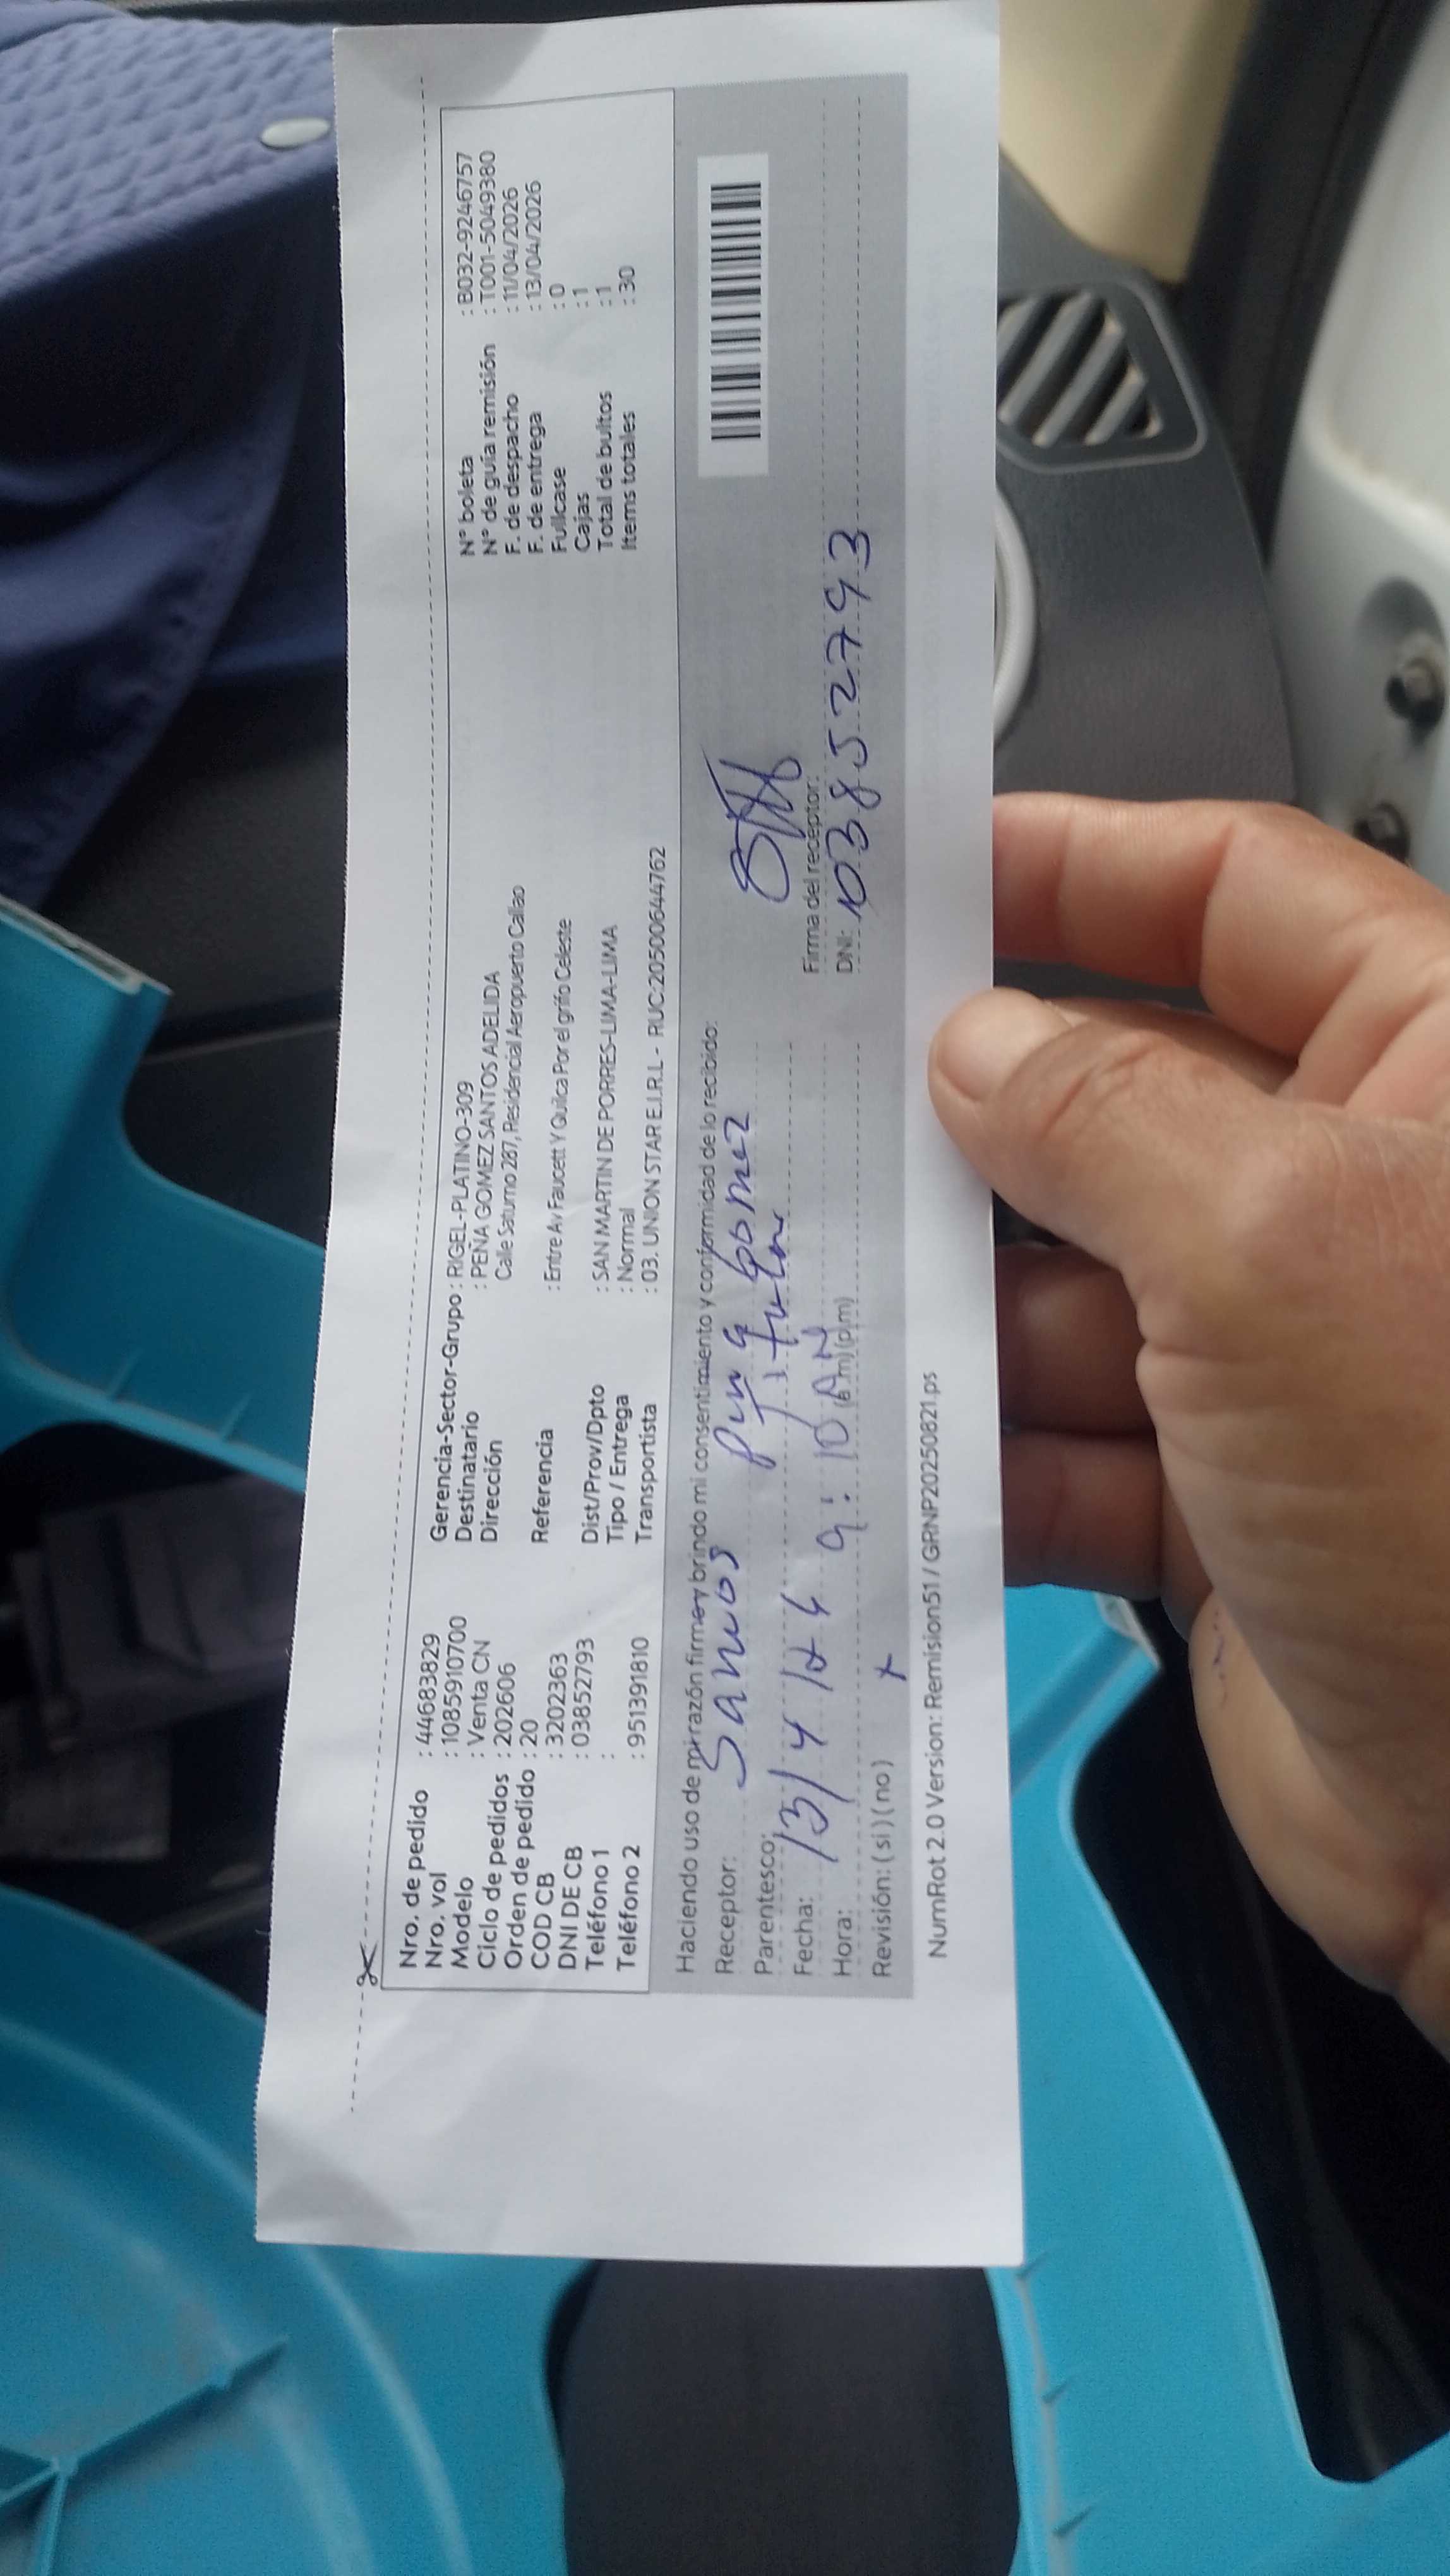 Nro. de pedido : 44683829
Nro. vol : 1085910700
Modelo : Venta CN
Ciclo de pedidos : 202606
Orden de pedido : 20
COD CB : 3202363
DNI DE CB : 03852793
Teléfono 1 :
Teléfono 2 : 951391810
Gerencia-Sector-Grupo : RIGEL-PLATINO-309
Destinatario : PEÑA GOMEZ SANTOS ADELIDA
Dirección Calle Saturno 287, Residencial Aeropuerto Callao
Referencia : Entre Av Faucett Y Quilca Por el grifo Celeste
Dist/Prov/Dpto : SAN MARTIN DE PORRES-LIMA-LIMA
Tipo / Entrega : Normal
Transportista : 03. UNION STAR E.I.R.L - RUC:20500644762
N° boleta : B032-9246757
N° de guía remisión : T001-5049380
F. de despacho : 11/04/2026
F. de entrega : 13/04/2026
Fullcase : 0
Cajas : 1
Total de bultos : 1
Items totales : 30
Haciendo uso de mi razón firme y brindo mi consentimiento y conformidad de lo recibido:
Receptor: Santos Peña Gomez
Parentesco: titular
Fecha: 13/4/26
Hora: 9:10 AM (a.m)(p.m)
Revisión: (si)(no) x
Firma del receptor:
DNI: 103852793
NumRot 2.0 Version: Remision51 / GRNP20250821.ps